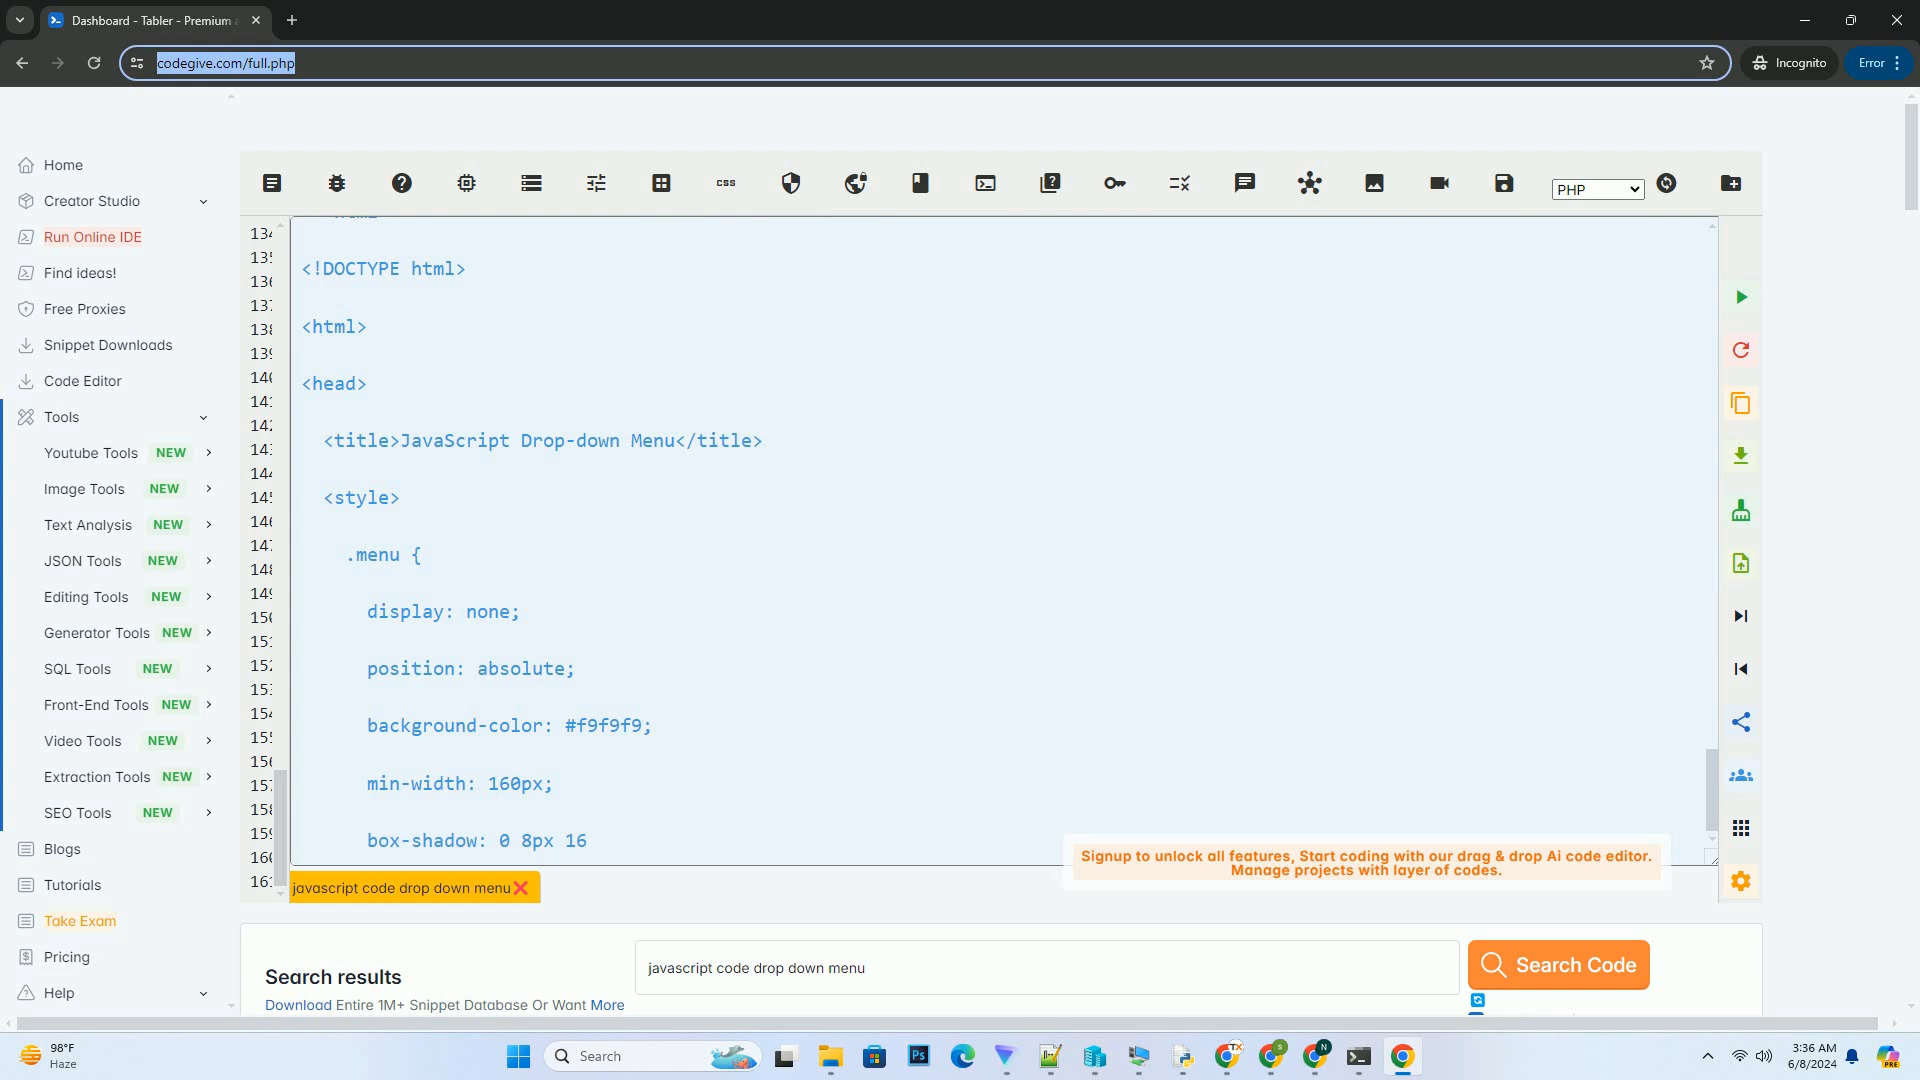 Dashboard - Tabler - Premium
codegive.com/full.php
Incognito
Error
Home
Creator Studio
Run Online IDE
Find ideas!
Free Proxies
Snippet Downloads
Code Editor
Tools
Youtube Tools NEW
Image Tools NEW
Text Analysis NEW
JSON Tools NEW
Editing Tools NEW
Generator Tools NEW
SQL Tools NEW
Front-End Tools NEW
Video Tools NEW
Extraction Tools NEW
SEO Tools NEW
Blogs
Tutorials
Take Exam
Pricing
Help
css
PHP
<!DOCTYPE html>
<html>
<head>
<title>JavaScript Drop-down Menu</title>
<style>
.menu {
display: none;
position: absolute;
background-color: #f9f9f9;
min-width: 160px;
box-shadow: 0 8px 16
Signup to unlock all features, Start coding with our drag & drop Ai code editor.
Manage projects with layer of codes.
javascript code drop down menu
Search results
Download Entire 1M+ Snippet Database Or Want More
javascript code drop down menu
Search Code
98°F
Haze
Search
3:36 AM
6/8/2024